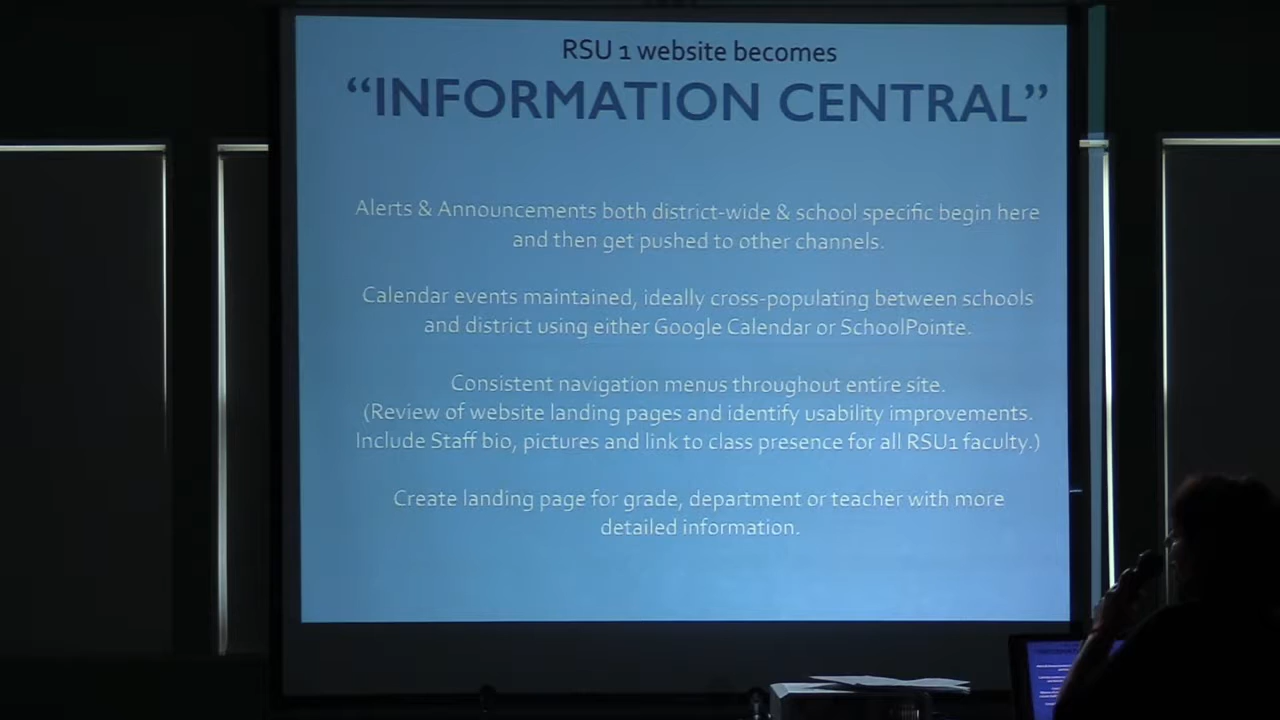 RSU 1 website becomes
“INFORMATION CENTRAL”
Alerts & Announcements both district-wide & school specific begin here
and then get pushed to other channels.
Calendar events maintained, ideally cross-populating between schools
and district using either Google Calendar or SchoolPointe.
Consistent navigation menus throughout entire site.
(Review of website landing pages and identify usability improvements.
Include Staff bio, pictures and link to class presence for all RSU1 faculty.)
Create landing page for grade, department or teacher with more
detailed information.